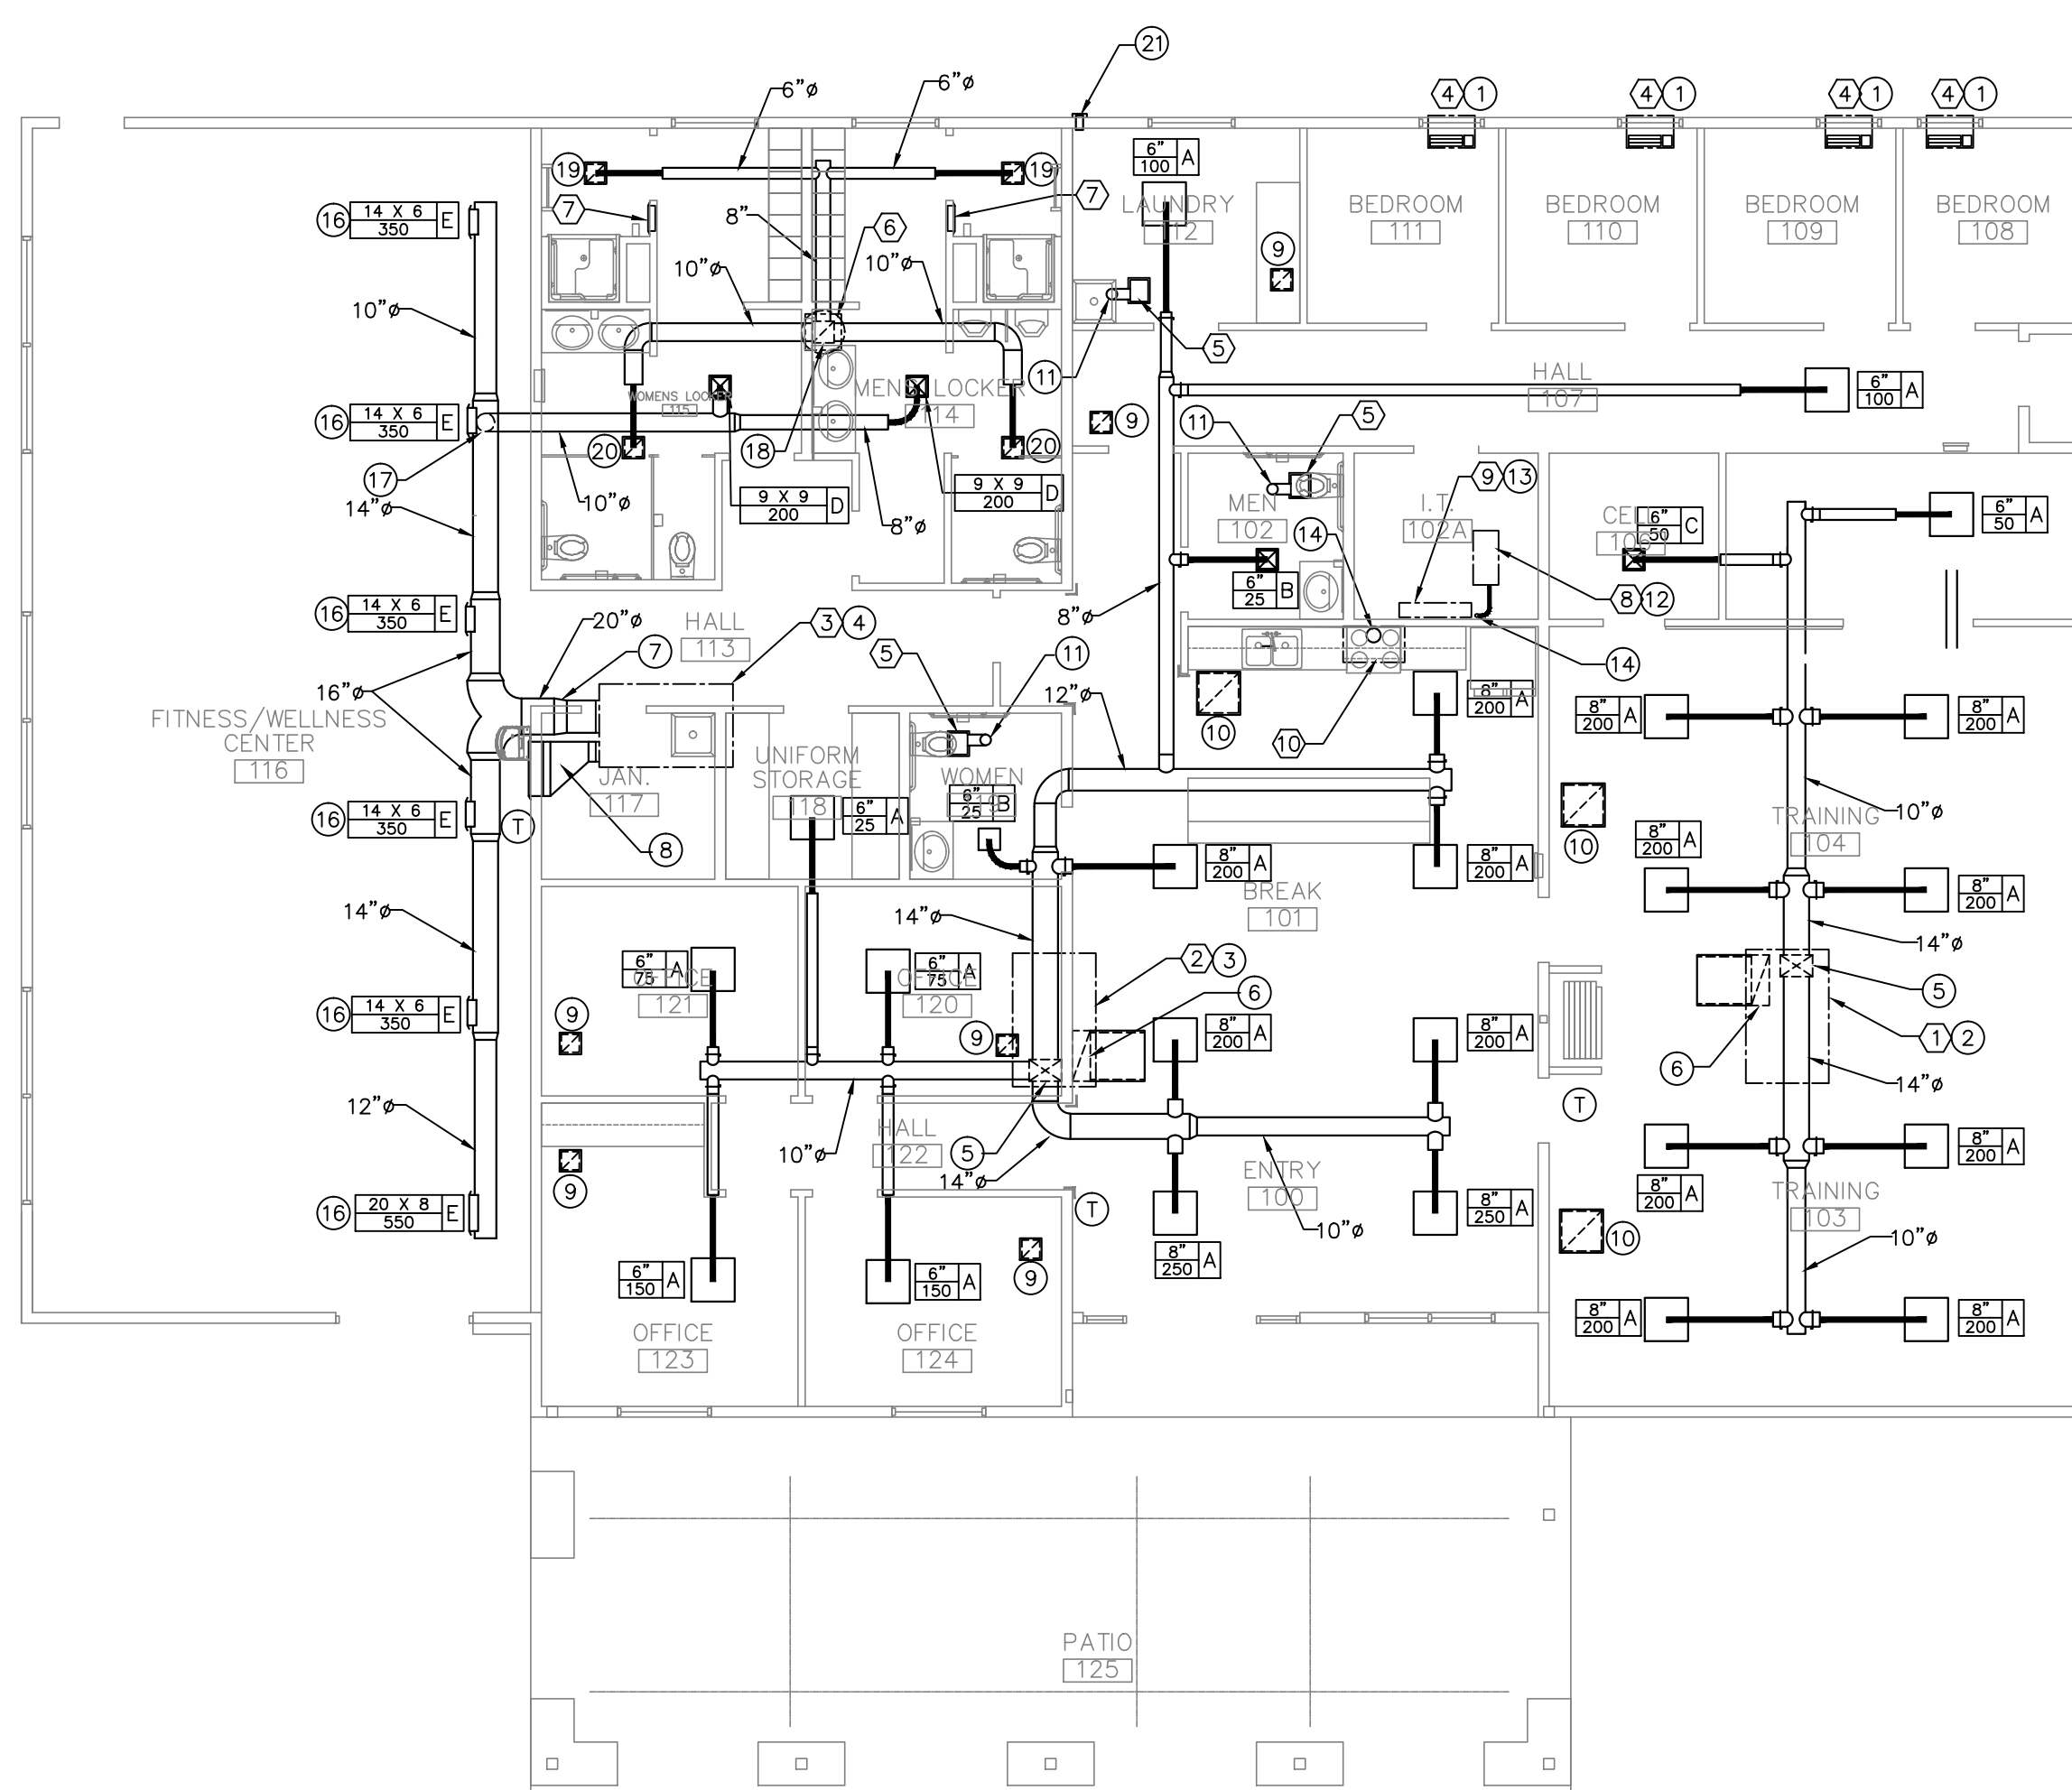 21
6"ø
6"ø
4 1
4 1
4 1
4 1
6"
100 A
19
19
7
7
16
14 X 6
350 E
8"
6
LAUNDRY
112
BEDROOM
111
BEDROOM
110
BEDROOM
109
BEDROOM
108
9
10"ø
10"ø
10"ø
5
11
HALL
107
6"
100 A
WOMENS LOCKER
115
MENS LOCKER
114
16
14 X 6
350 E
9
11
5
20
18
20
17
10"ø
14"ø
9 X 9
200 D
9 X 9
200 D
8"ø
9 13
MEN
102
I.T.
102A
14
CELL
106
6"
50 C
6"
50 A
6"
25 B
8 12
16
14 X 6
350 E
20"ø
HALL
113
3 4
8"ø
7
5
11
14
16"ø
12"ø
10
10
8"
200 A
8"
200 A
8"
200 A
FITNESS/WELLNESS
CENTER
116
UNIFORM
STORAGE
118
JAN.
117
WOMEN
119
6"
25 B
6"
25 A
16
14 X 6
350 E
T
8
10
TRAINING
104
10"ø
8"
200 A
8"
200 A
8"
200 A
8"
200 A
BREAK
101
14"ø
14"ø
14"ø
2 3
6"
75 A
OFFICE
121
6"
75 A
OFFICE
120
6
5
16
14 X 6
350 E
9
9
8"
200 A
8"
200 A
1 2
6
14"ø
12"ø
T
HALL
122
10"ø
5
14"ø
8"
200 A
9
ENTRY
100
8"
200 A
TRAINING
103
16
20 X 8
550 E
T
8"
250 A
10"ø
10
10"ø
8"
250 A
9
6"
150 A
6"
150 A
8"
200 A
8"
200 A
OFFICE
123
OFFICE
124
PATIO
125